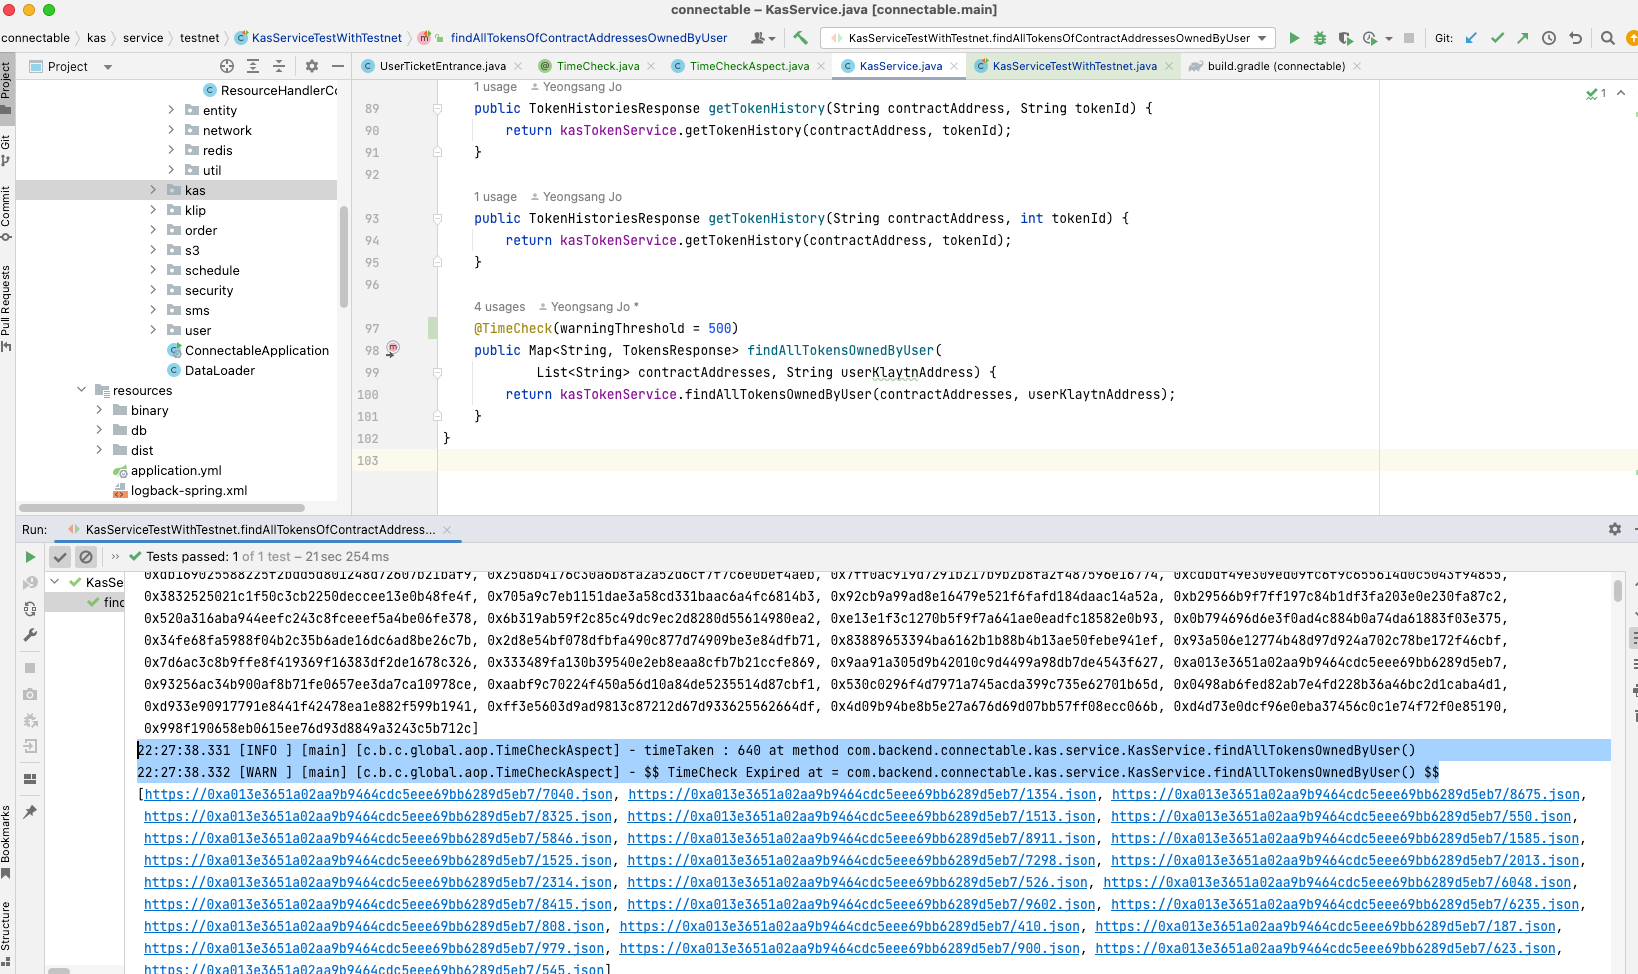 connectable – KasService.java [connectable.main]
connectable kas service testnet KasServiceTestWithTestnet findAllTokensOfContractAddressesOwnedByUser
KasServiceTestWithTestnet.findAllTokensOfContractAddressesOwnedByUser
Git:
Project
UserTicketEntrance.java TimeCheck.java TimeCheckAspect.java KasService.java KasServiceTestWithTestnet.java build.gradle (connectable)
Project
Git
Commit
Pull Requests
Bookmarks
Structure
ResourceHandlerCo
entity
network
redis
util
kas
klip
order
s3
schedule
security
sms
user
ConnectableApplication
DataLoader
resources
binary
db
dist
application.yml
logback-spring.xml
1 usage Yeongsang Jo
1
89 public TokenHistoriesResponse getTokenHistory(String contractAddress, String tokenId) {
90 return kasTokenService.getTokenHistory(contractAddress, tokenId);
91 }
92
1 usage Yeongsang Jo
93 public TokenHistoriesResponse getTokenHistory(String contractAddress, int tokenId) {
94 return kasTokenService.getTokenHistory(contractAddress, tokenId);
95 }
96
4 usages Yeongsang Jo *
97 @TimeCheck(warningThreshold = 500)
98 public Map<String, TokensResponse> findAllTokensOwnedByUser(
99 List<String> contractAddresses, String userKlaytnAddress) {
100 return kasTokenService.findAllTokensOwnedByUser(contractAddresses, userKlaytnAddress);
101 }
102 }
103
Run: KasServiceTestWithTestnet.findAllTokensOfContractAddress...
Tests passed: 1 of 1 test – 21 sec 254 ms
KasSe
find
0x3832525021c1f50c3cb2250deccee13e0b48fe4f, 0x705a9c7eb1151dae3a58cd331baac6a4fc6814b3, 0x92cb9a99ad8e16479e521f6fafd184daac14a52a, 0xb29566b9f7ff197c84b1df3fa203e0e230fa87c2,
0x520a316aba944eefc243c8fceeef5a4be06fe378, 0x6b319ab59f2c85c49dc9ec2d8280d55614980ea2, 0xe13e1f3c1270b5f9f7a641ae0eadfc18582e0b93, 0x0b794696d6e3f0ad4c884b0a74da61883f03e375,
0x34fe68fa5988f04b2c35b6ade16dc6ad8be26c7b, 0x2d8e54bf078dfbfa490c877d74909be3e84dfb71, 0x83889653394ba6162b1b88b4b13ae50febe941ef, 0x93a506e12774b48d97d924a702c78be172f46cbf,
0x7d6ac3c8b9ffe8f419369f16383df2de1678c326, 0x333489fa130b39540e2eb8eaa8cfb7b21ccfe869, 0x9aa91a305d9b42010c9d4499a98db7de4543f627, 0xa013e3651a02aa9b9464cdc5eee69bb6289d5eb7,
0x93256ac34b900af8b71fe0657ee3da7ca10978ce, 0xaabf9c70224f450a56d10a84de5235514d87cbf1, 0x530c0296f4d7971a745acda399c735e62701b65d, 0x0498ab6fed82ab7e4fd228b36a46bc2d1caba4d1,
0xd933e90917791e8441f42478ea1e882f599b1941, 0xff3e5603d9ad9813c87212d67d933625562664df, 0x4d09b94be8b5e27a676d69d07bb57ff08ecc066b, 0x4d4d73e0dcf96e0eba37456c0c1e74f72f0e85190,
0x998f190658eb0615ee76d93d8849a3243c5b712c]
22:27:38.331 [INFO ] [main] [c.b.c.global.aop.TimeCheckAspect] - timeTaken : 640 at method com.backend.connectable.kas.service.KasService.findAllTokensOwnedByUser()
22:27:38.332 [WARN ] [main] [c.b.c.global.aop.TimeCheckAspect] - $$ TimeCheck Expired at = com.backend.connectable.kas.service.KasService.findAllTokensOwnedByUser() $$
[https://0xa013e3651a02aa9b9464cdc5eee69bb6289d5eb7/7040.json, https://0xa013e3651a02aa9b9464cdc5eee69bb6289d5eb7/1354.json, https://0xa013e3651a02aa9b9464cdc5eee69bb6289d5eb7/8675.json,
https://0xa013e3651a02aa9b9464cdc5eee69bb6289d5eb7/8325.json, https://0xa013e3651a02aa9b9464cdc5eee69bb6289d5eb7/1513.json, https://0xa013e3651a02aa9b9464cdc5eee69bb6289d5eb7/550.json,
https://0xa013e3651a02aa9b9464cdc5eee69bb6289d5eb7/5846.json, https://0xa013e3651a02aa9b9464cdc5eee69bb6289d5eb7/8911.json, https://0xa013e3651a02aa9b9464cdc5eee69bb6289d5eb7/1585.json,
https://0xa013e3651a02aa9b9464cdc5eee69bb6289d5eb7/1525.json, https://0xa013e3651a02aa9b9464cdc5eee69bb6289d5eb7/7298.json, https://0xa013e3651a02aa9b9464cdc5eee69bb6289d5eb7/2013.json,
https://0xa013e3651a02aa9b9464cdc5eee69bb6289d5eb7/2314.json, https://0xa013e3651a02aa9b9464cdc5eee69bb6289d5eb7/526.json, https://0xa013e3651a02aa9b9464cdc5eee69bb6289d5eb7/6048.json,
https://0xa013e3651a02aa9b9464cdc5eee69bb6289d5eb7/8415.json, https://0xa013e3651a02aa9b9464cdc5eee69bb6289d5eb7/9602.json, https://0xa013e3651a02aa9b9464cdc5eee69bb6289d5eb7/6235.json,
https://0xa013e3651a02aa9b9464cdc5eee69bb6289d5eb7/808.json, https://0xa013e3651a02aa9b9464cdc5eee69bb6289d5eb7/410.json, https://0xa013e3651a02aa9b9464cdc5eee69bb6289d5eb7/187.json,
https://0xa013e3651a02aa9b9464cdc5eee69bb6289d5eb7/979.json, https://0xa013e3651a02aa9b9464cdc5eee69bb6289d5eb7/900.json, https://0xa013e3651a02aa9b9464cdc5eee69bb6289d5eb7/623.json,
https://0xa013e3651a02aa9b9464cdc5eee69bb6289d5eb7/545.json]